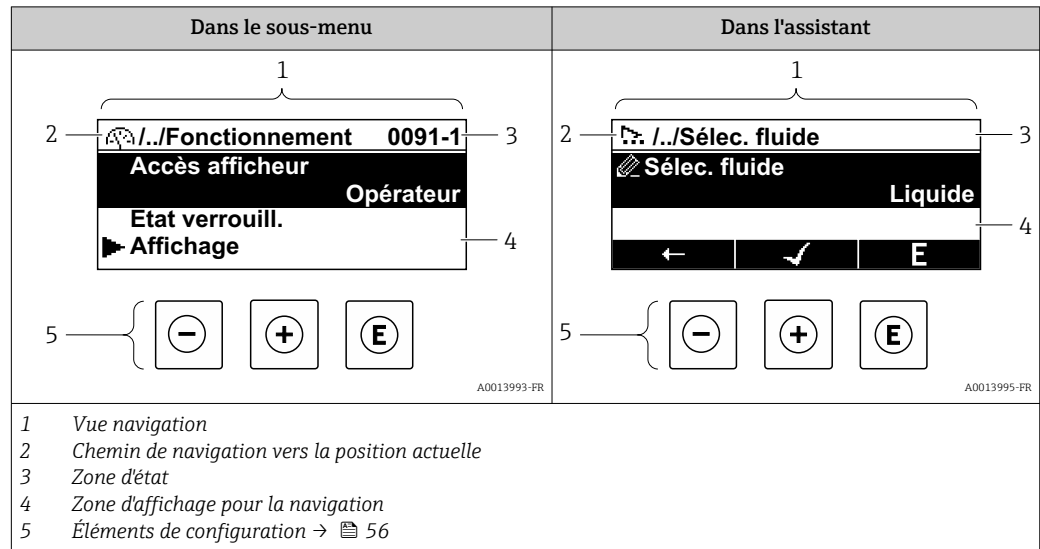 Dans le sous-menu
Dans l'assistant
1
2
/../Fonctionnement 0091-1
3
Accès afficheur
Opérateur
Etat verrouill.
Affichage
4
5
- + E
A0013993-FR
1
2
/../Sélec. fluide
3
Sélec. fluide
Liquide
4
← ✓ E
5
- + E
A0013995-FR
1 Vue navigation
2 Chemin de navigation vers la position actuelle
3 Zone d'état
4 Zone d'affichage pour la navigation
5 Éléments de configuration → 56